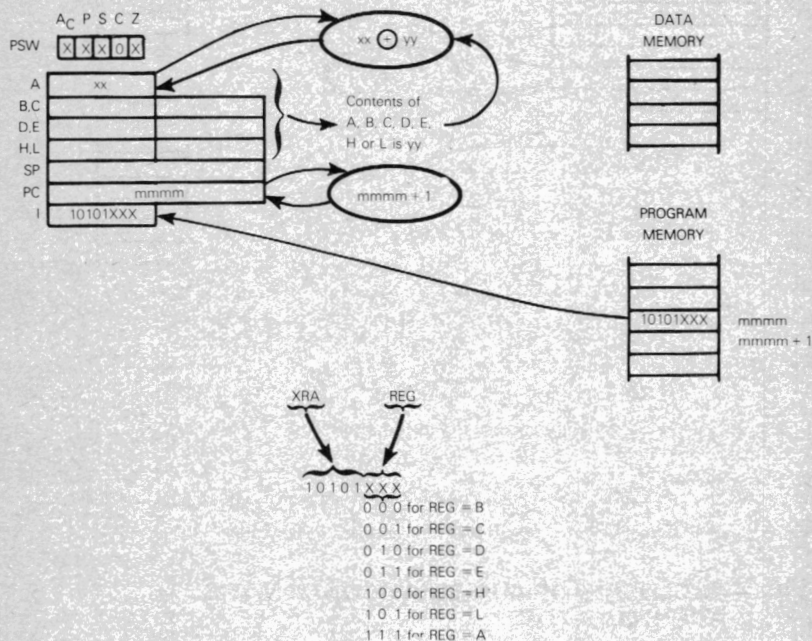 A_C P S C Z
PSW X X X 0 X
A xx
B,C
D,E
H,L
SP
PC mmmm
I 10101XXX
xx ⊕ yy
Contents of
A, B, C, D, E,
H or L is yy
mmmm + 1
DATA
MEMORY
PROGRAM
MEMORY
10101XXX mmmm
mmmm + 1
XRA REG
10101XXX
0 0 0 for REG = B
0 0 1 for REG = C
0 1 0 for REG = D
0 1 1 for REG = E
1 0 0 for REG = H
1 0 1 for REG = L
1 1 1 for REG = A